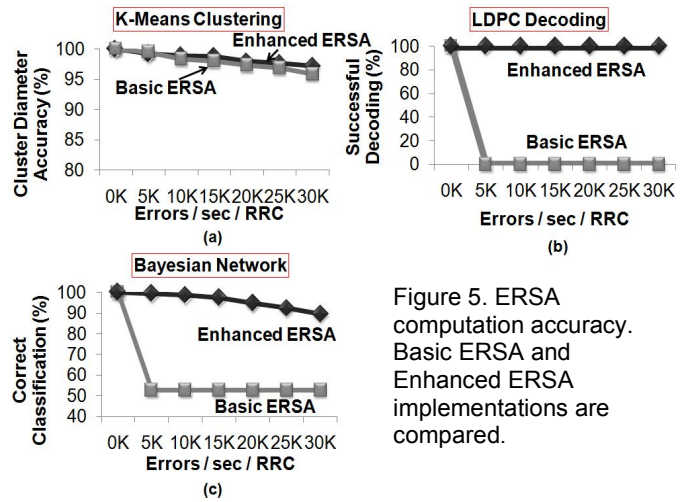 K-Means Clustering
Cluster Diameter
Accuracy (%)
100
95
90
85
80
Enhanced ERSA
Basic ERSA
0K 5K 10K 15K 20K 25K 30K
Errors / sec / RRC
(a)
LDPC Decoding
Successful
Decoding (%)
100
80
60
40
20
0
Enhanced ERSA
Basic ERSA
0K 5K 10K 15K 20K 25K 30K
Errors / sec / RRC
(b)
Bayesian Network
Correct
Classification (%)
100
90
80
70
60
50
40
Enhanced ERSA
Basic ERSA
0K 5K 10K 15K 20K 25K 30K
Errors / sec / RRC
(c)
Figure 5. ERSA
computation accuracy.
Basic ERSA and
Enhanced ERSA
implementations are
compared.